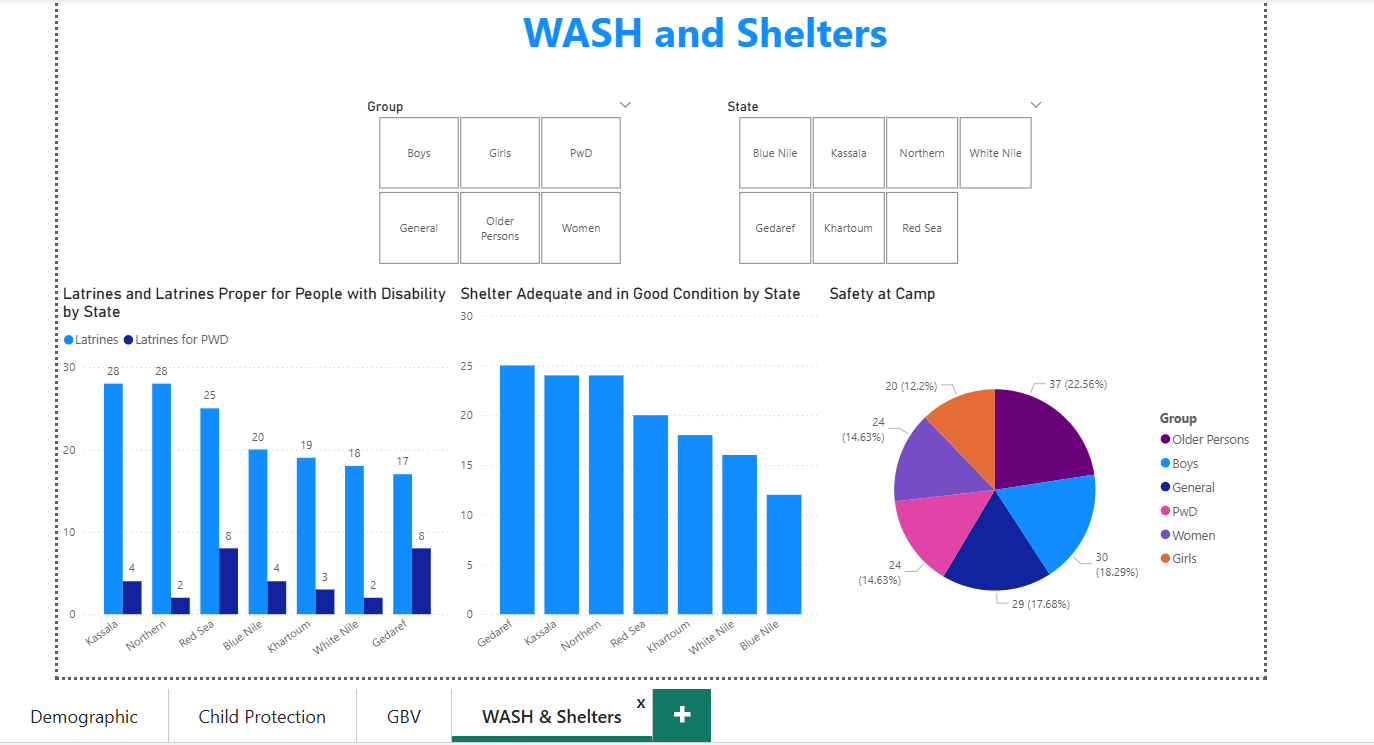 WASH and Shelters
Group
Boys
Girls
PwD
General
Older
Persons
Women
State
Blue Nile
Kassala
Northern
White Nile
Gedaref
Khartoum
Red Sea
Latrines and Latrines Proper for People with Disability
by State
Latrines Latrines for PWD
30
20
10
0
28
4
28
2
25
8
20
4
19
3
18
2
17
8
Kassala
Northern
Red Sea
Blue Nile
Khartoum
White Nile
Gedaref
Shelter Adequate and in Good Condition by State
30
25
20
15
10
5
0
Gedaref
Kassala
Northern
Red Sea
Khartoum
White Nile
Blue Nile
Safety at Camp
37 (22.56%)
30
(18.29%)
29 (17.68%)
24
(14.63%)
24
(14.63%)
20 (12.2%)
Group
Older Persons
Boys
General
PwD
Women
Girls
Demographic
Child Protection
GBV
WASH & Shelters
x
+